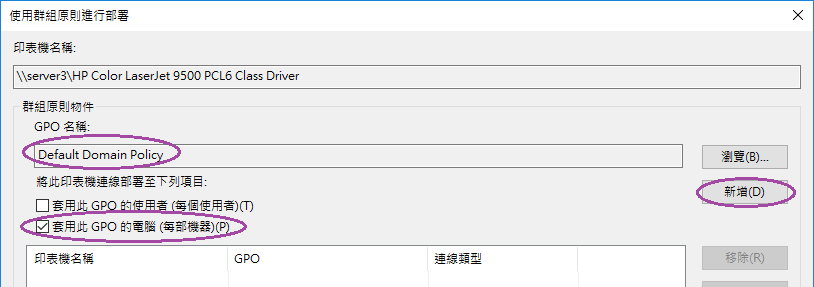 使用群組原則進行部署
印表機名稱:
\\server3\HP Color LaserJet 9500 PCL6 Class Driver
群組原則物件
GPO 名稱:
Default Domain Policy
瀏覽(B)...
將此印表機連線部署至下列項目:
新增(D)
套用此 GPO 的使用者 (每個使用者)(T)
套用此 GPO 的電腦 (每部機器)(P)
印表機名稱 GPO 連線類型
移除(R)